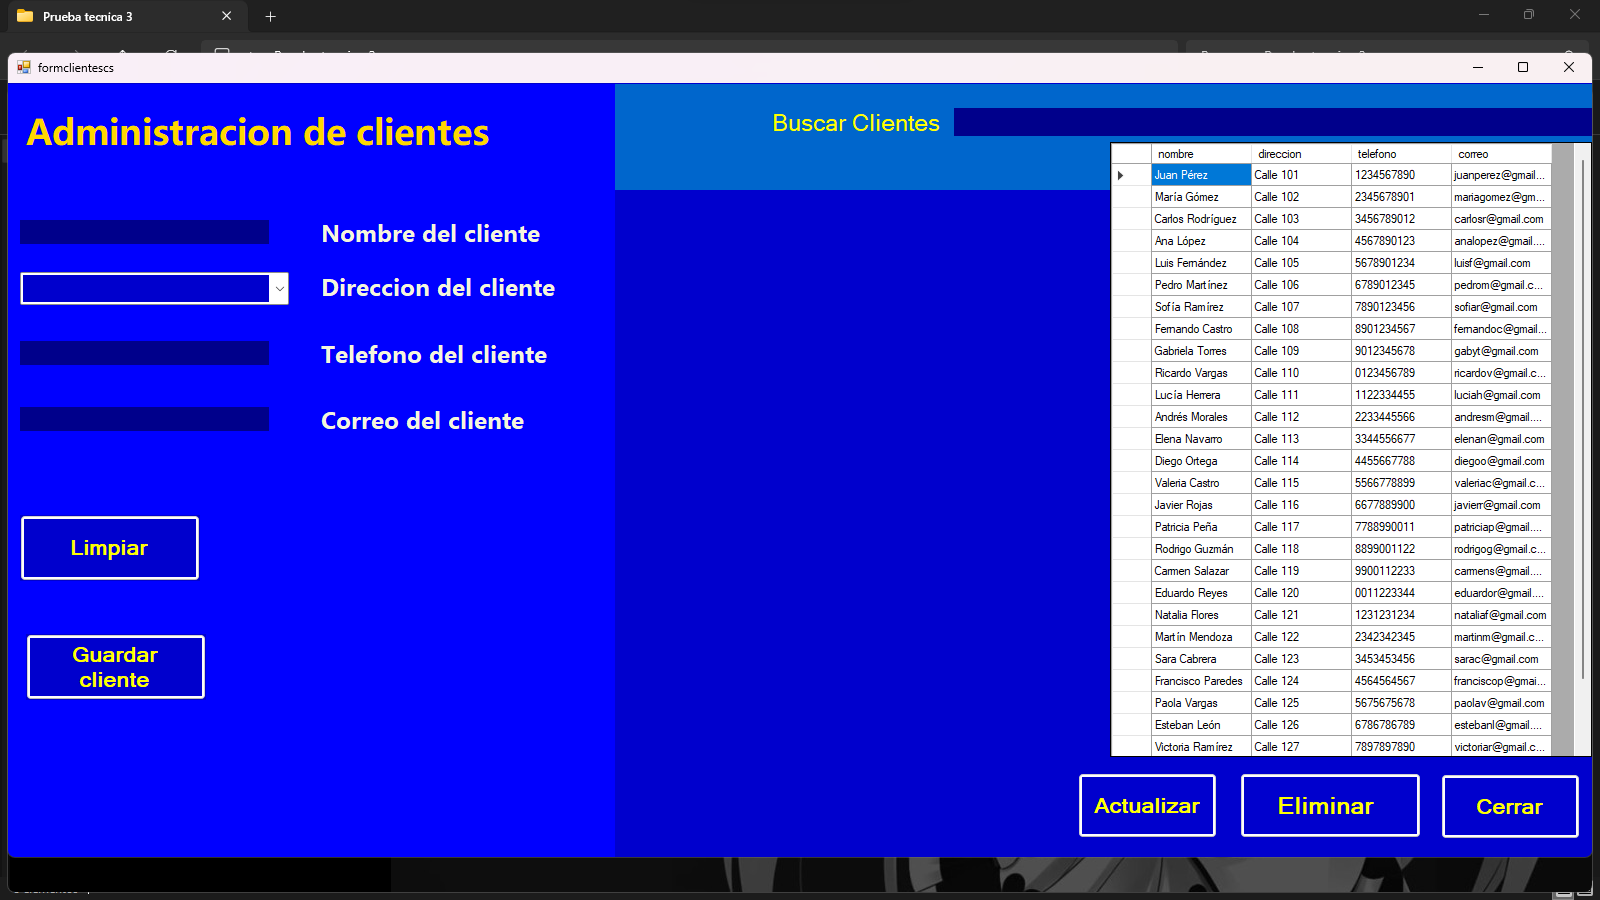 Prueba tecnica 3
formclientescs
Administracion de clientes
Buscar Clientes
Nombre del cliente
Direccion del cliente
Telefono del cliente
Correo del cliente
Limpiar
Guardar
cliente
nombre direccion telefono correo
Juan Pérez Calle 101 1234567890 juanperez@gmail...
María Gómez Calle 102 2345678901 mariagomez@gm...
Carlos Rodríguez Calle 103 3456789012 carlosr@gmail.com
Ana López Calle 104 4567890123 analopez@gmail....
Luis Fernández Calle 105 5678901234 luisf@gmail.com
Pedro Martínez Calle 106 6789012345 pedrom@gmail.c...
Sofía Ramírez Calle 107 7890123456 sofiar@gmail.com
Fernando Castro Calle 108 8901234567 fernandoc@gmail...
Gabriela Torres Calle 109 9012345678 gabyt@gmail.com
Ricardo Vargas Calle 110 0123456789 ricardov@gmail.c...
Lucía Herrera Calle 111 1122334455 luciah@gmail.com
Andrés Morales Calle 112 2233445566 andresm@gmail....
Elena Navarro Calle 113 3344556677 elenan@gmail.com
Diego Ortega Calle 114 4455667788 diegoo@gmail.com
Valeria Castro Calle 115 5566778899 valeriac@gmail.c...
Javier Rojas Calle 116 6677889900 javierr@gmail.com
Patricia Peña Calle 117 7788990011 patriciap@gmail....
Rodrigo Guzmán Calle 118 8899001122 rodrigog@gmail.c...
Carmen Salazar Calle 119 9900112233 carmens@gmail....
Eduardo Reyes Calle 120 0011223344 eduardor@gmail....
Natalia Flores Calle 121 1231231234 nataliaf@gmail.com
Martín Mendoza Calle 122 2342342345 martinm@gmail.c...
Sara Cabrera Calle 123 3453453456 sarac@gmail.com
Francisco Paredes Calle 124 4564564567 franciscop@gmai...
Paola Vargas Calle 125 5675675678 paolav@gmail.com
Esteban León Calle 126 6786786789 estebanl@gmail....
Victoria Ramírez Calle 127 7897897890 victoriar@gmail.c...
Actualizar
Eliminar
Cerrar